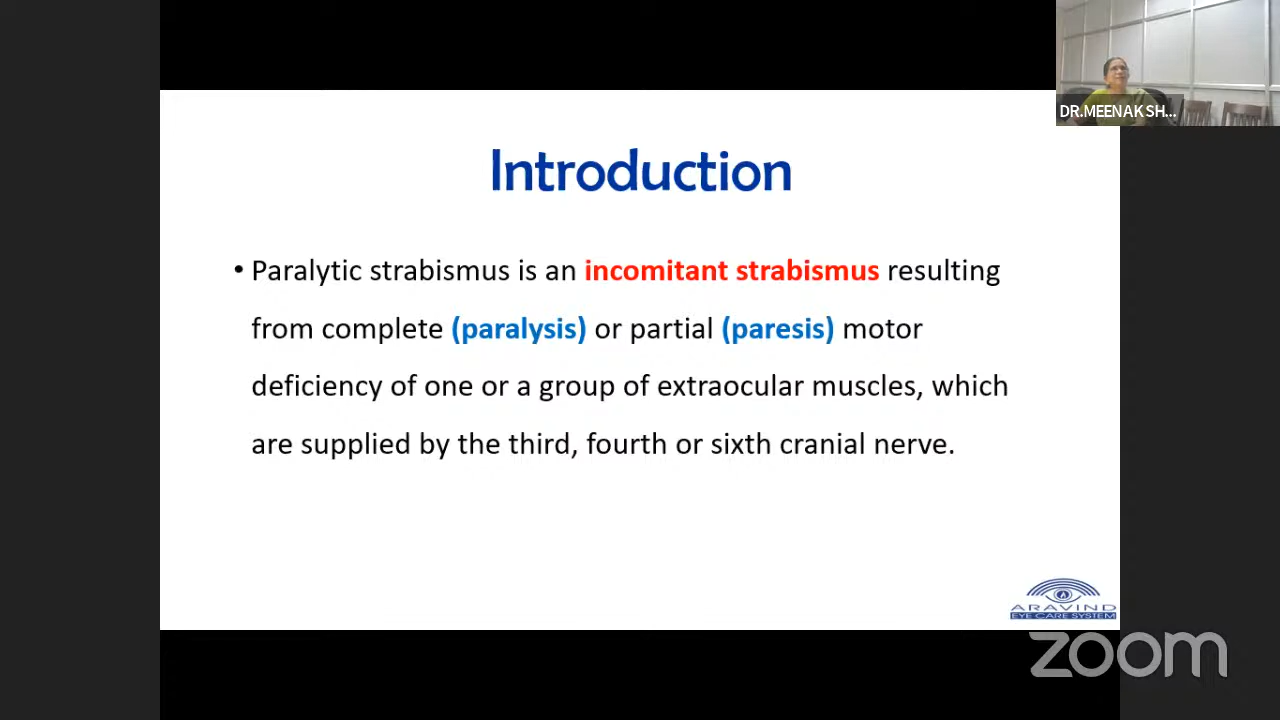 DR.MEENAKSH...
Introduction
• Paralytic strabismus is an incomitant strabismus resulting
from complete (paralysis) or partial (paresis) motor
deficiency of one or a group of extraocular muscles, which
are supplied by the third, fourth or sixth cranial nerve.
ARAVIND
EYE CARE SYSTEM
zoom